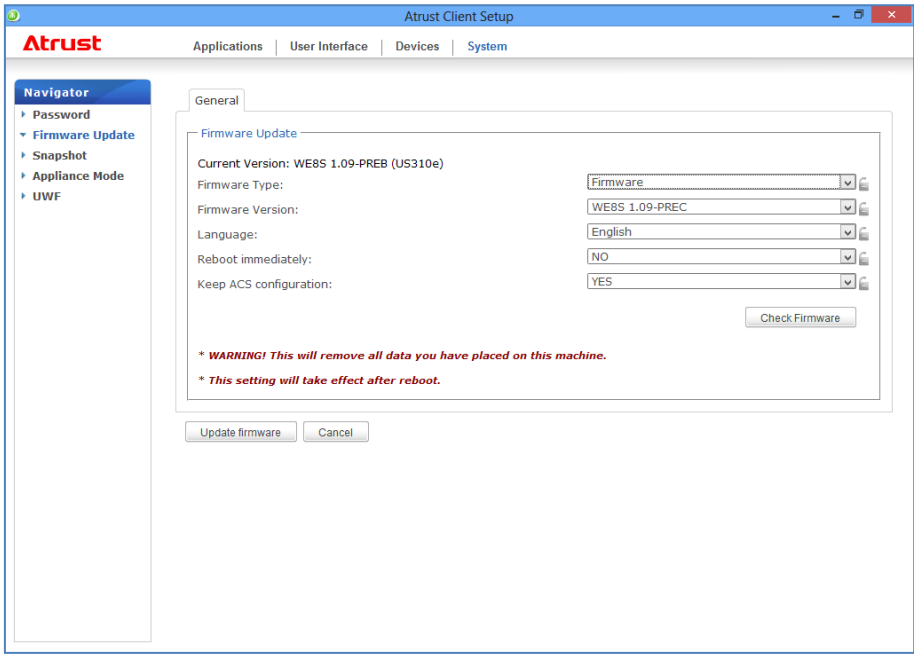 Atrust Client Setup
Atrust
Applications | User Interface | Devices | System
Navigator
Password
Firmware Update
Snapshot
Appliance Mode
UWF
General
Firmware Update
Current Version: WE8S 1.09-PREB (US310e)
Firmware Type: Firmware
Firmware Version: WE8S 1.09-PREC
Language: English
Reboot immediately: NO
Keep ACS configuration: YES
Check Firmware
* WARNING! This will remove all data you have placed on this machine.
* This setting will take effect after reboot.
Update firmware Cancel